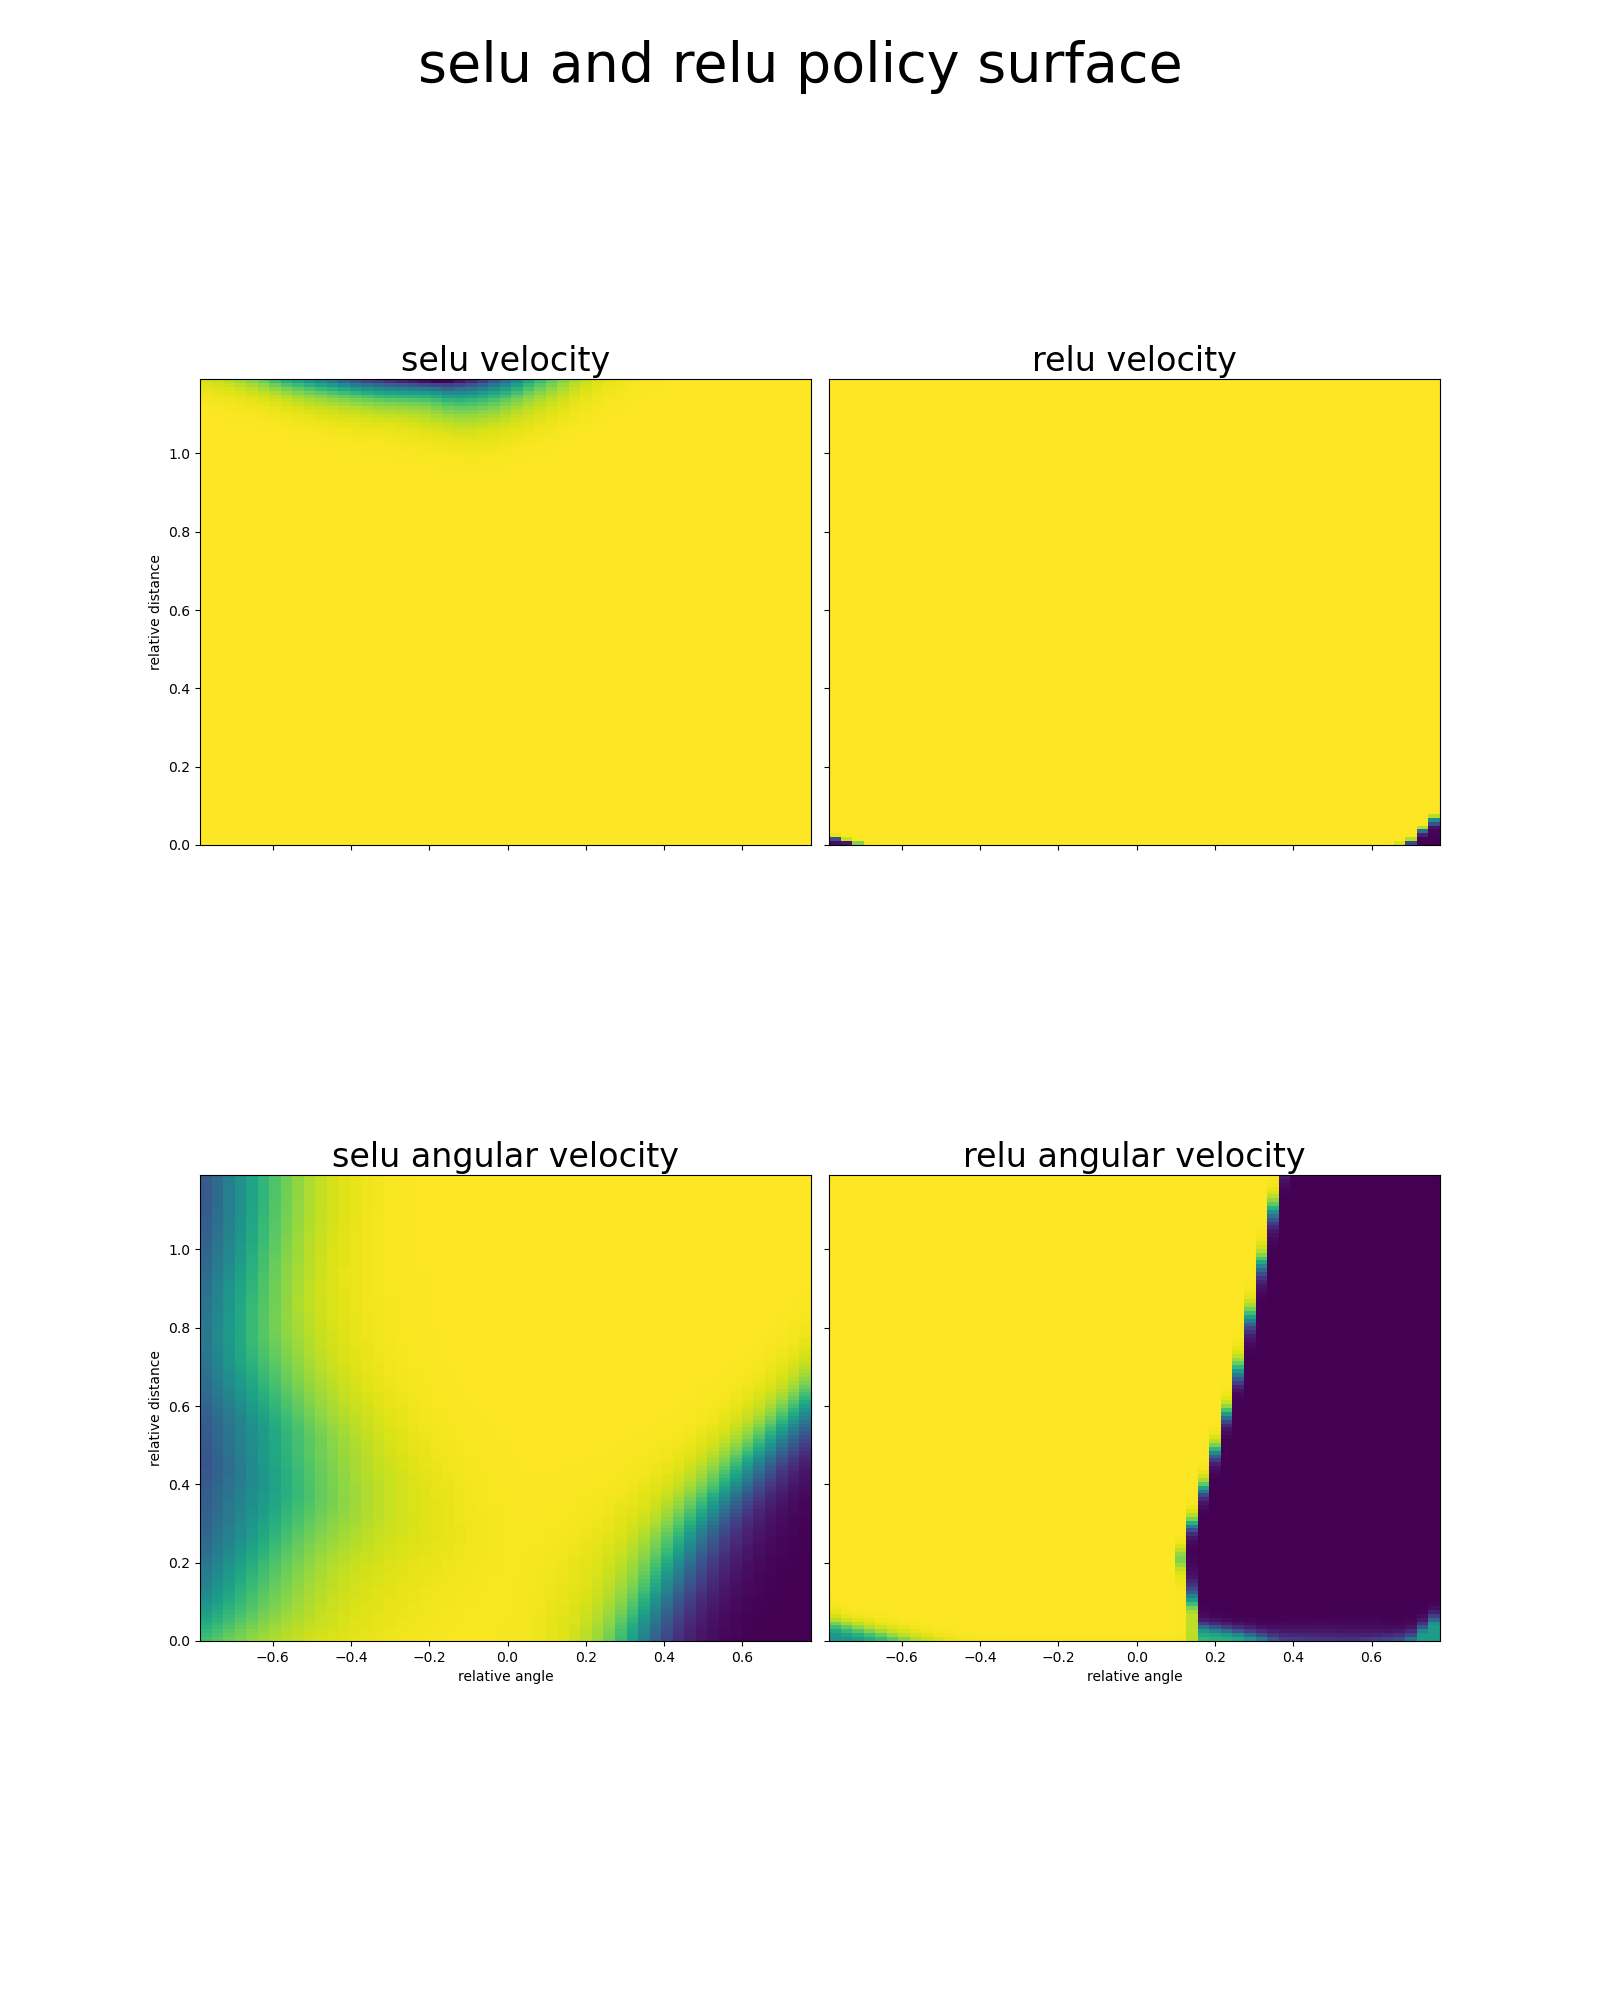 selu and relu policy surface
selu velocity
relu velocity
1.0
0.8
0.6
0.4
0.2
0.0
relative distance
selu angular velocity
relu angular velocity
1.0
0.8
0.6
0.4
0.2
0.0
relative distance
−0.6 −0.4 −0.2 0.0 0.2 0.4 0.6
relative angle
−0.6 −0.4 −0.2 0.0 0.2 0.4 0.6
relative angle